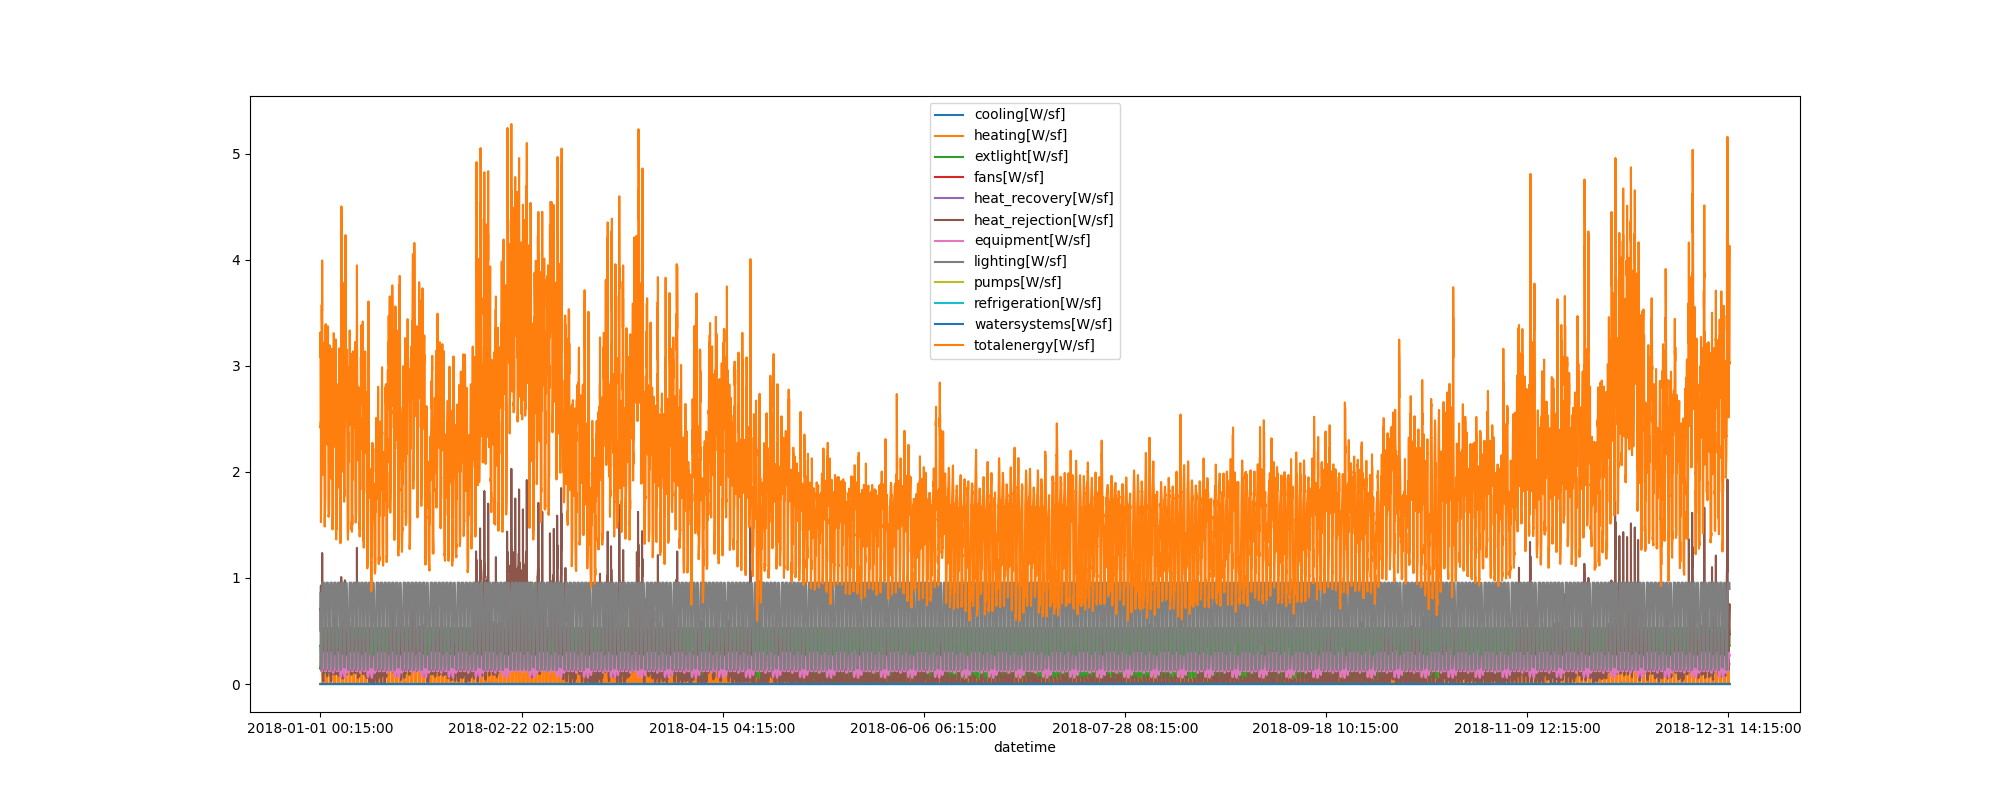 cooling[W/sf]
heating[W/sf]
extlight[W/sf]
fans[W/sf]
heat_recovery[W/sf]
heat_rejection[W/sf]
equipment[W/sf]
lighting[W/sf]
pumps[W/sf]
refrigeration[W/sf]
watersystems[W/sf]
totalenergy[W/sf]
5
4
3
2
1
0
2018-01-01 00:15:00 2018-02-22 02:15:00 2018-04-15 04:15:00 2018-06-06 06:15:00 2018-07-28 08:15:00 2018-09-18 10:15:00 2018-11-09 12:15:00 2018-12-31 14:15:00
datetime